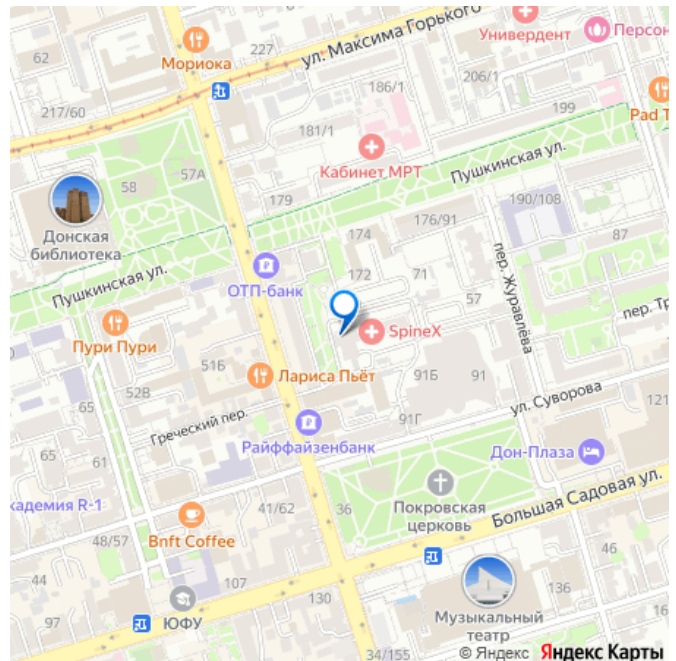 62
Мориока
227
ул. Максима Горького
Универдент
Персон
186/1
206/1
217/60
181/1
199
Pad T
57А
58
Кабинет МРТ
Пушкинская ул.
179
Донская
библиотека
174
176/91
190/108
87
ОТП-банк
172
71
Пушкинская ул.
57
пер. Журавлёва
пер. Тр
Пури Пури
SpineX
51Б
Лариса Пьёт
91Б
91
52В
65
91Г
ул. Суворова
121
Греческий пер.
Райффайзенбанк
65
61
Дон-Плаза
кадемия R-1
41/62
36
Покровская
церковь
Большая Садовая ул.
48/57
Bnft Coffee
46
44
107
130
136
97
ЮФУ
Музыкальный
театр
34/155
© Яндекс Яндекс Карты